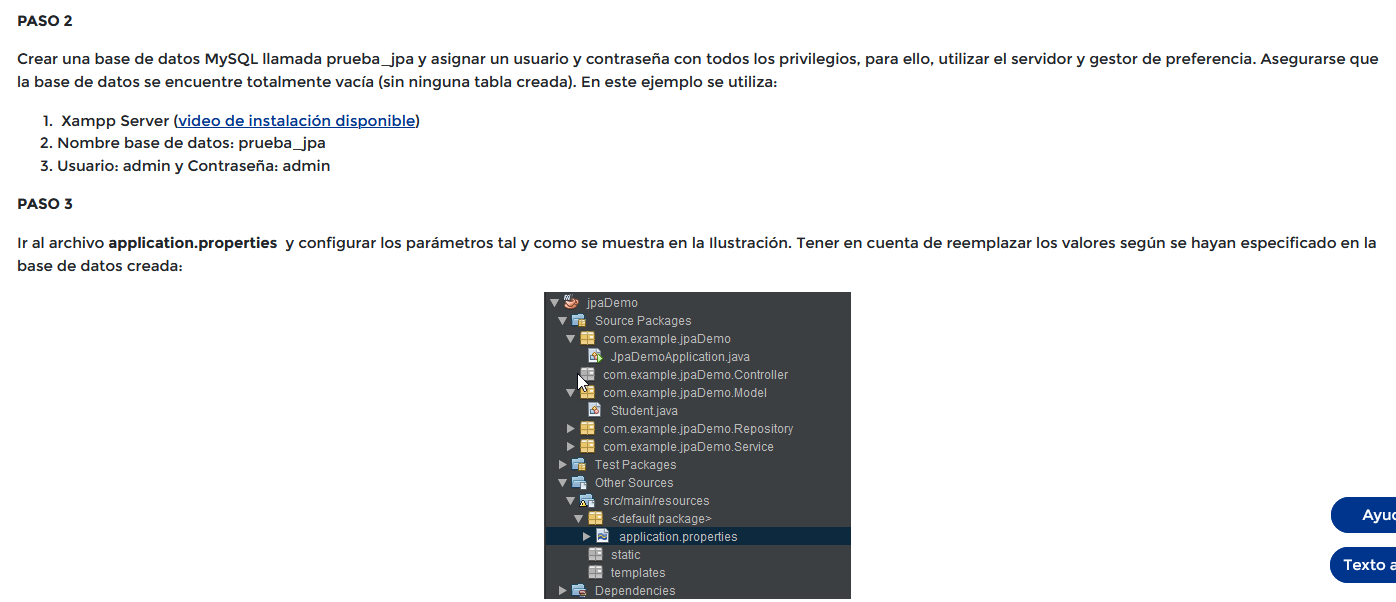 PASO 2
Crear una base de datos MySQL llamada prueba_jpa y asignar un usuario y contraseña con todos los privilegios, para ello, utilizar el servidor y gestor de preferencia. Asegurarse que
la base de datos se encuentre totalmente vacía (sin ninguna tabla creada). En este ejemplo se utiliza:
1. Xampp Server (video de instalación disponible)
2. Nombre base de datos: prueba_jpa
3. Usuario: admin y Contraseña: admin
PASO 3
Ir al archivo application.properties y configurar los parámetros tal y como se muestra en la Ilustración. Tener en cuenta de reemplazar los valores según se hayan especificado en la
base de datos creada:
jpaDemo
Source Packages
com.example.jpaDemo
JpaDemoApplication.java
com.example.jpaDemo.Controller
com.example.jpaDemo.Model
Student.java
com.example.jpaDemo.Repository
com.example.jpaDemo.Service
Test Packages
Other Sources
src/main/resources
<default package>
application.properties
static
templates
Dependencies
Texto a